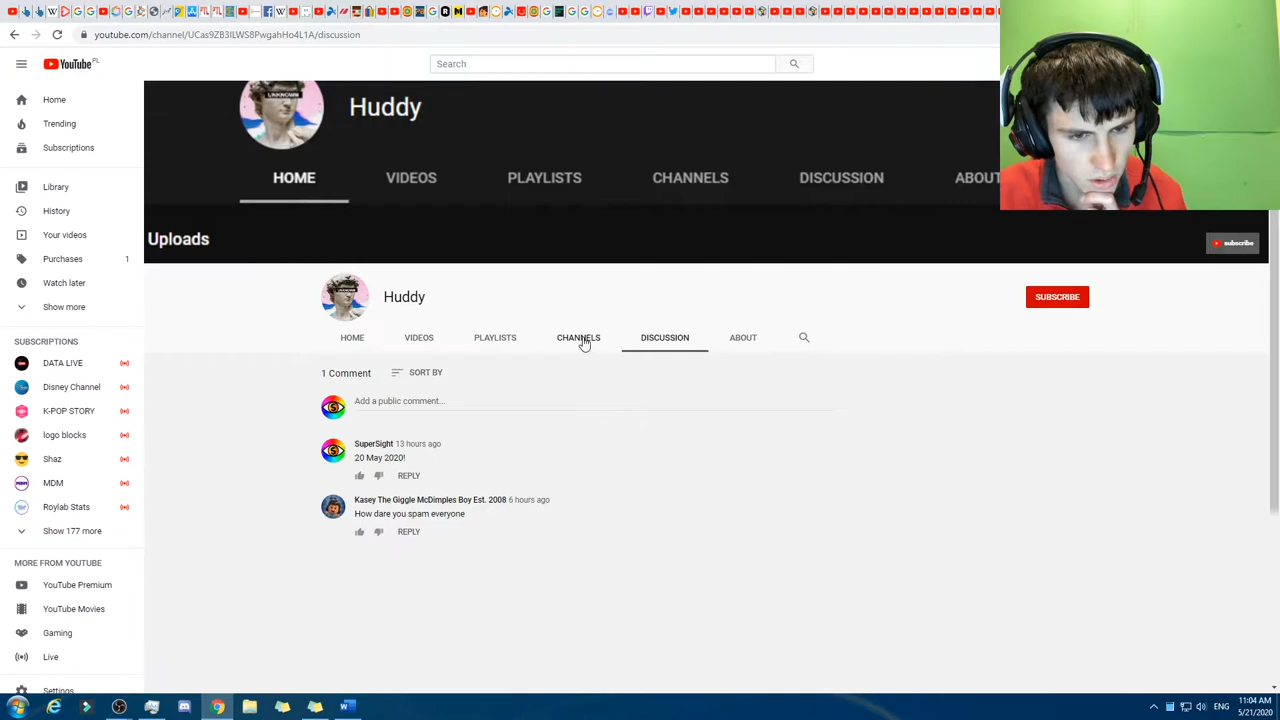 youtube.com/channel/UCas9ZB3ILWS8PwgahHo4L1A/discussion
YouTube PL
Search
Home
Trending
Subscriptions
Library
History
Your videos
Purchases 1
Watch later
Show more
SUBSCRIPTIONS
DATA LIVE
Disney Channel
K-POP STORY
logo blocks
Shaz
MDM
Roylab Stats
Show 177 more
MORE FROM YOUTUBE
YouTube Premium
YouTube Movies
Gaming
Live
Settings
UNKNOWN
Huddy
HOME VIDEOS PLAYLISTS CHANNELS DISCUSSION ABOUT
Uploads
subscribe
Huddy
SUBSCRIBE
HOME VIDEOS PLAYLISTS CHANNELS DISCUSSION ABOUT
1 Comment SORT BY
Add a public comment...
SuperSight 13 hours ago
20 May 2020!
REPLY
Kasey The Giggle McDimples Boy Est. 2008 6 hours ago
How dare you spam everyone
REPLY
ENG
11:04 AM
5/21/2020